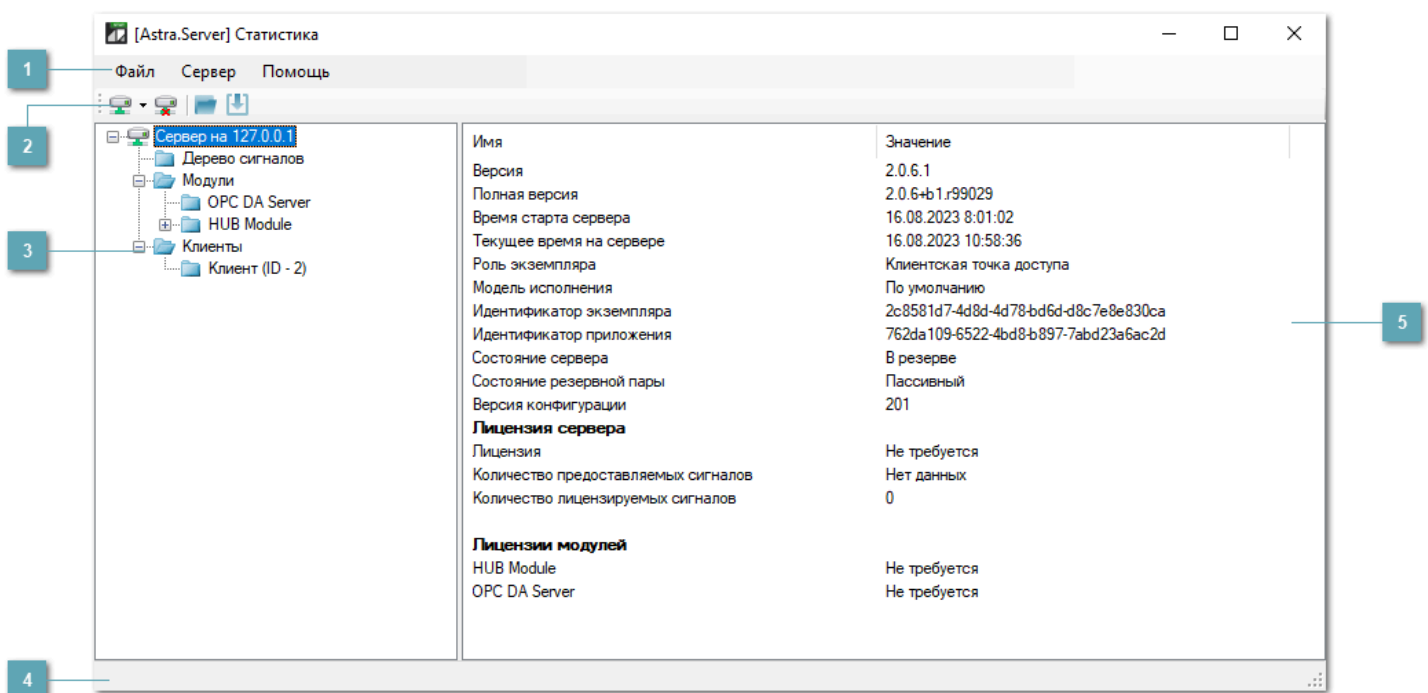 [Astra.Server] Статистика
1
Файл Сервер Помощь
2
Сервер на 127.0.0.1
Дерево сигналов
Модули
OPC DA Server
HUB Module
3
Клиенты
Клиент (ID - 2)
Имя Значение
Версия 2.0.6.1
Полная версия 2.0.6+b1.r99029
Время старта сервера 16.08.2023 8:01:02
Текущее время на сервере 16.08.2023 10:58:36
Роль экземпляра Клиентская точка доступа
Модель исполнения По умолчанию
Идентификатор экземпляра 2c8581d7-4d8d-4d78-bd6d-d8c7e8e830ca
Идентификатор приложения 762da109-6522-4bd8-b897-7abd23a6ac2d
5
Состояние сервера В резерве
Состояние резервной пары Пассивный
Версия конфигурации 201
Лицензия сервера
Лицензия Не требуется
Количество предоставляемых сигналов Нет данных
Количество лицензируемых сигналов 0
Лицензии модулей
HUB Module Не требуется
OPC DA Server Не требуется
4